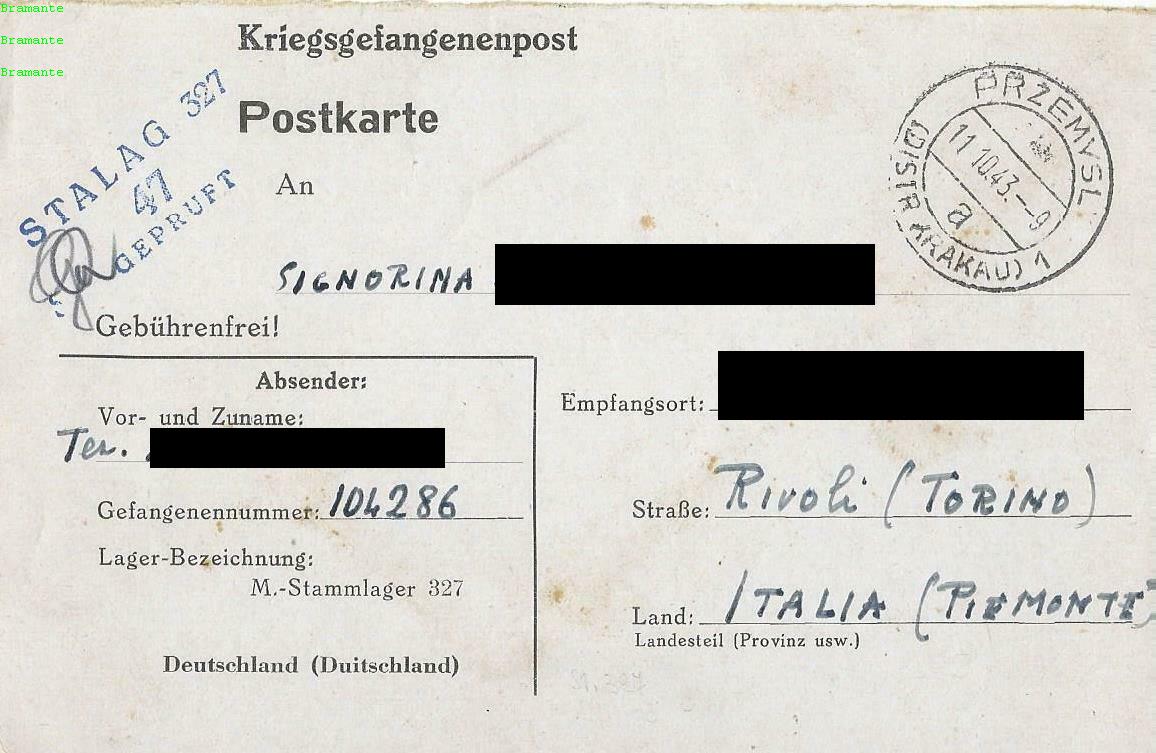 Bramante
Bramante
Bramante
Kriegsgefangenenpost
Postkarte
STALAG 327
47
GEPRUFT
An
PRZEMYSL
11.10.43.--9
a
KRAKAU) 1
SIGNORINA
Gebührenfrei!
Absender:
Vor- und Zuname:
Ten.
Gefangenennummer: 104286
Lager-Bezeichnung:
M.-Stammlager 327
Deutschland (Duitschland)
Empfangsort:
Straße: Rivoli (TORINO)
Land: ITALIA (PIEMONTE)
Landesteil (Provinz usw.)